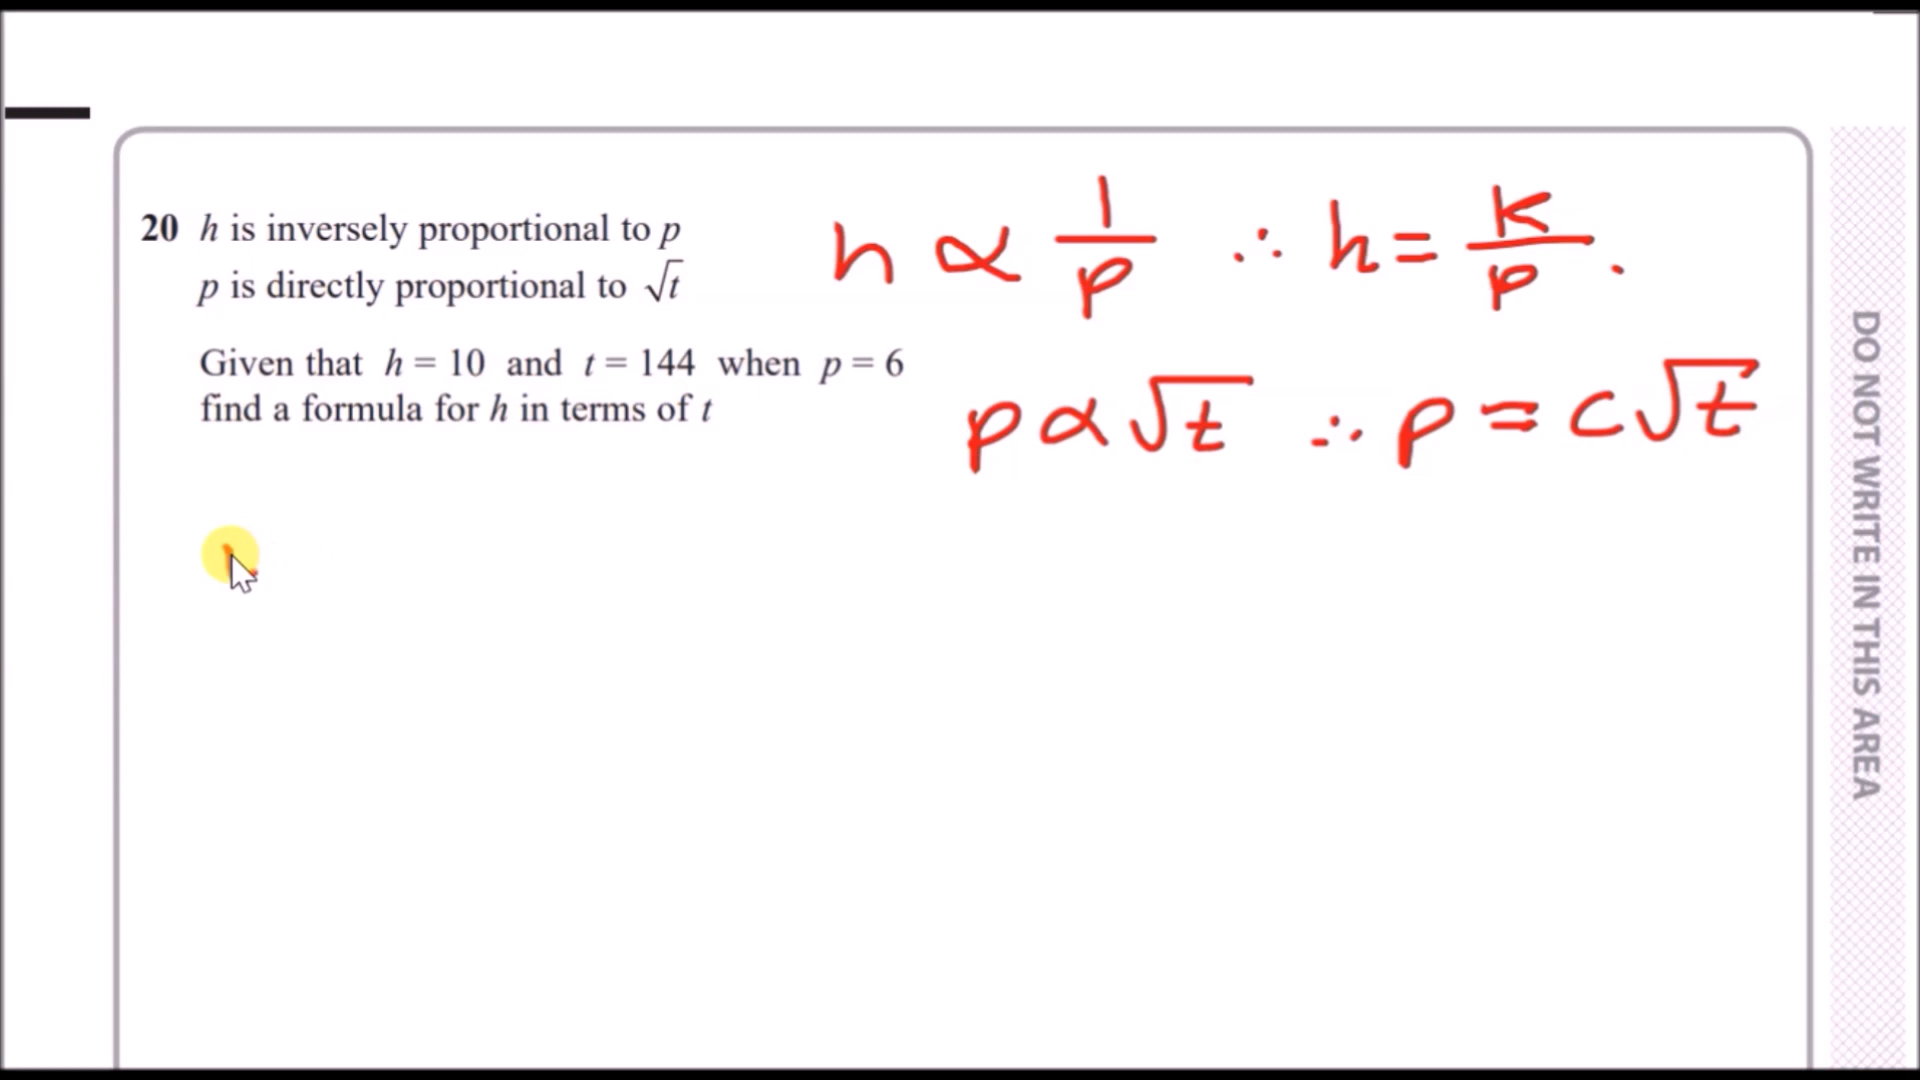 20 h is inversely proportional to p
p is directly proportional to √t
Given that h = 10 and t = 144 when p = 6
find a formula for h in terms of t
h ∝ 1/p ∴ h = K/p .
p ∝ √t ∴ p = c√t
DO NOT WRITE IN THIS AREA